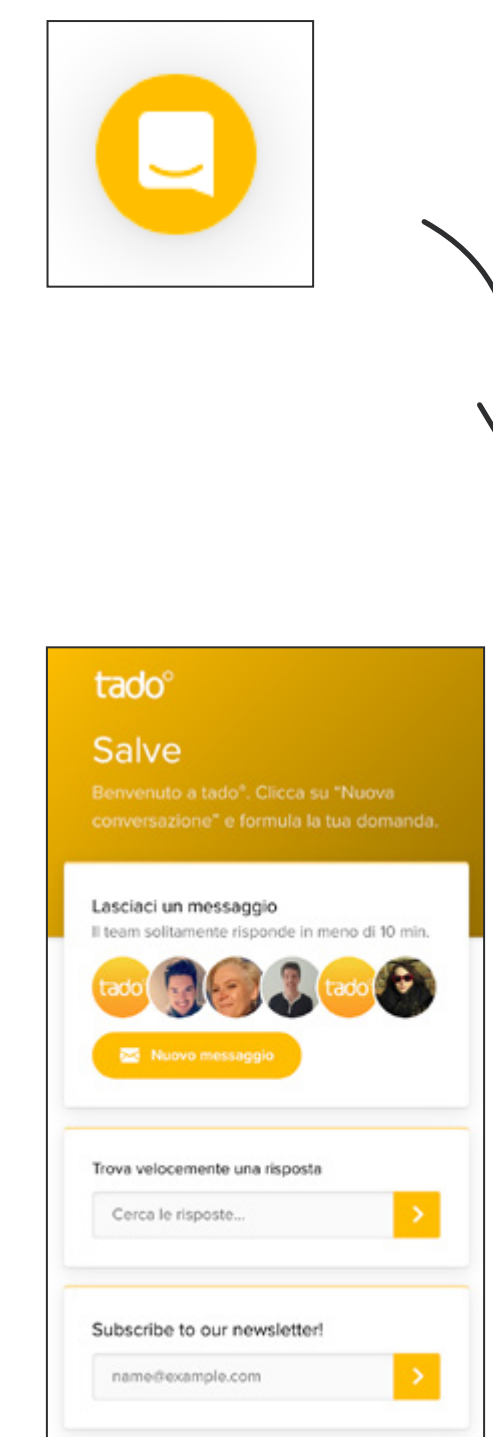 tado°
Salve
Benvenuto a tado°. Clicca su "Nuova
conversazione" e formula la tua domanda.
Lasciaci un messaggio
Il team solitamente risponde in meno di 10 min.
tado° tado°
Nuovo messaggio
Trova velocemente una risposta
Cerca le risposte...
Subscribe to our newsletter!
name@example.com